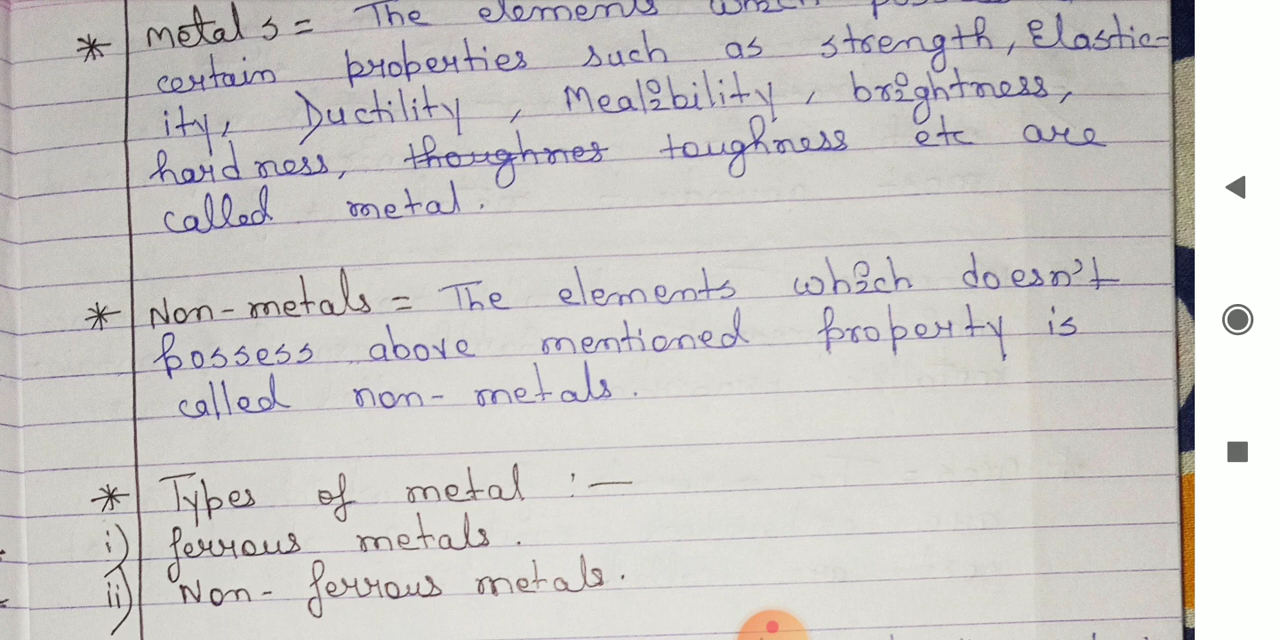 * metals = The elements which
certain properties such as strength, Elastic-
ity, Ductility, Mealibility, brightness,
hardness, thoughnes toughness etc are
called metal.
* Non-metals = The elements which doesn't
possess above mentioned property is
called non-metals.
* Types of metal :—
i) ferrous metals.
ii) Non-ferrous metals.